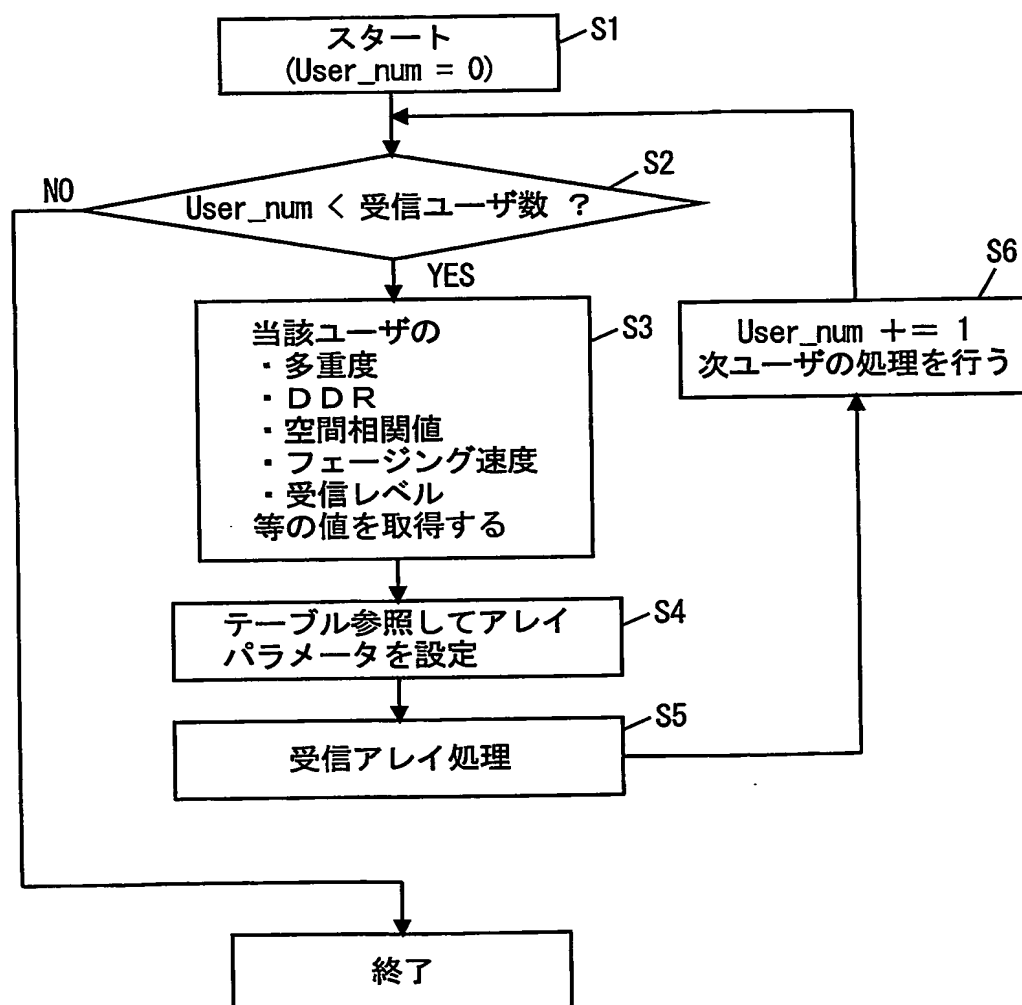 スタート
(User_num = 0)
S1
S2
NO
User_num < 受信ユーザ数 ?
YES
S3
当該ユーザの
・多重度
・DDR
・空間相関値
・フェージング速度
・受信レベル
等の値を取得する
S6
User_num += 1
次ユーザの処理を行う
S4
テーブル参照してアレイ
パラメータを設定
S5
受信アレイ処理
終了